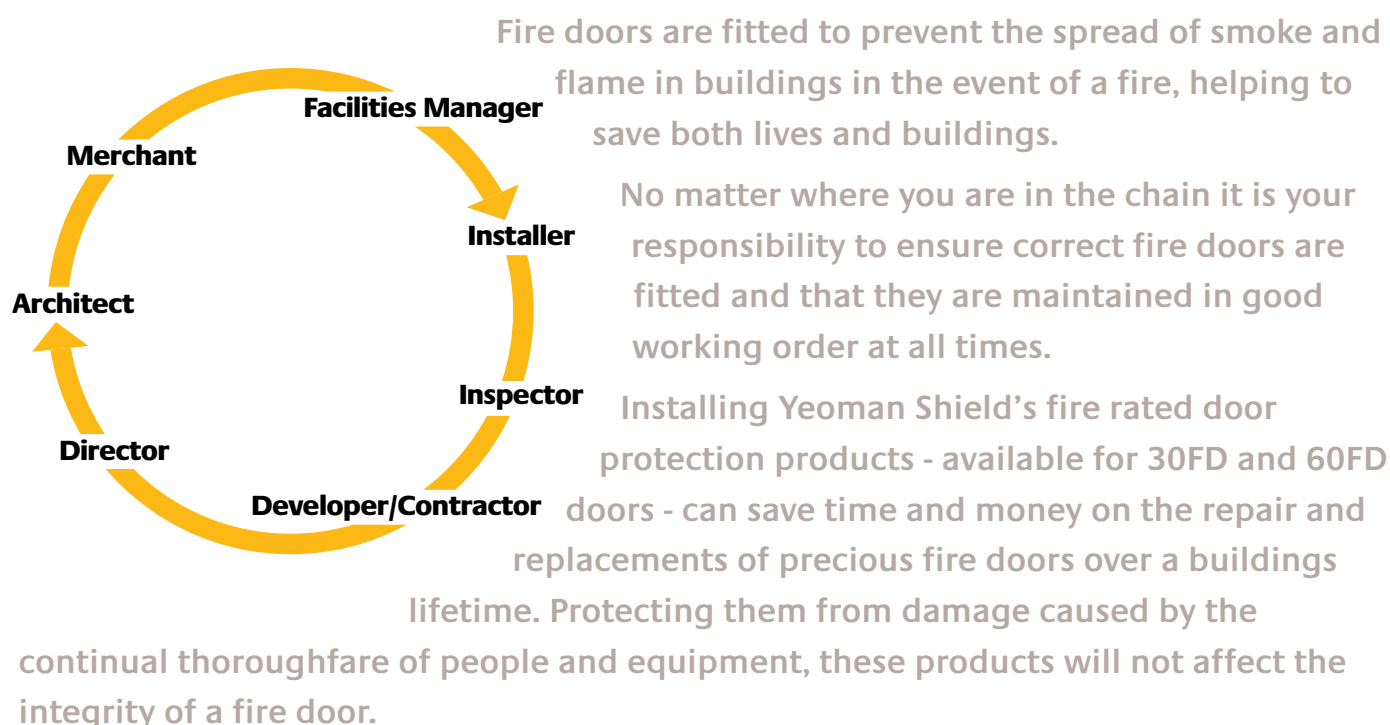 Fire doors are fitted to prevent the spread of smoke and
flame in buildings in the event of a fire, helping to
save both lives and buildings.
No matter where you are in the chain it is your
responsibility to ensure correct fire doors are
fitted and that they are maintained in good
working order at all times.
Installing Yeoman Shield’s fire rated door
protection products - available for 30FD and 60FD
doors - can save time and money on the repair and
replacements of precious fire doors over a buildings
lifetime. Protecting them from damage caused by the
continual thoroughfare of people and equipment, these products will not affect the
integrity of a fire door.
Facilities Manager
Installer
Inspector
Developer/Contractor
Director
Architect
Merchant